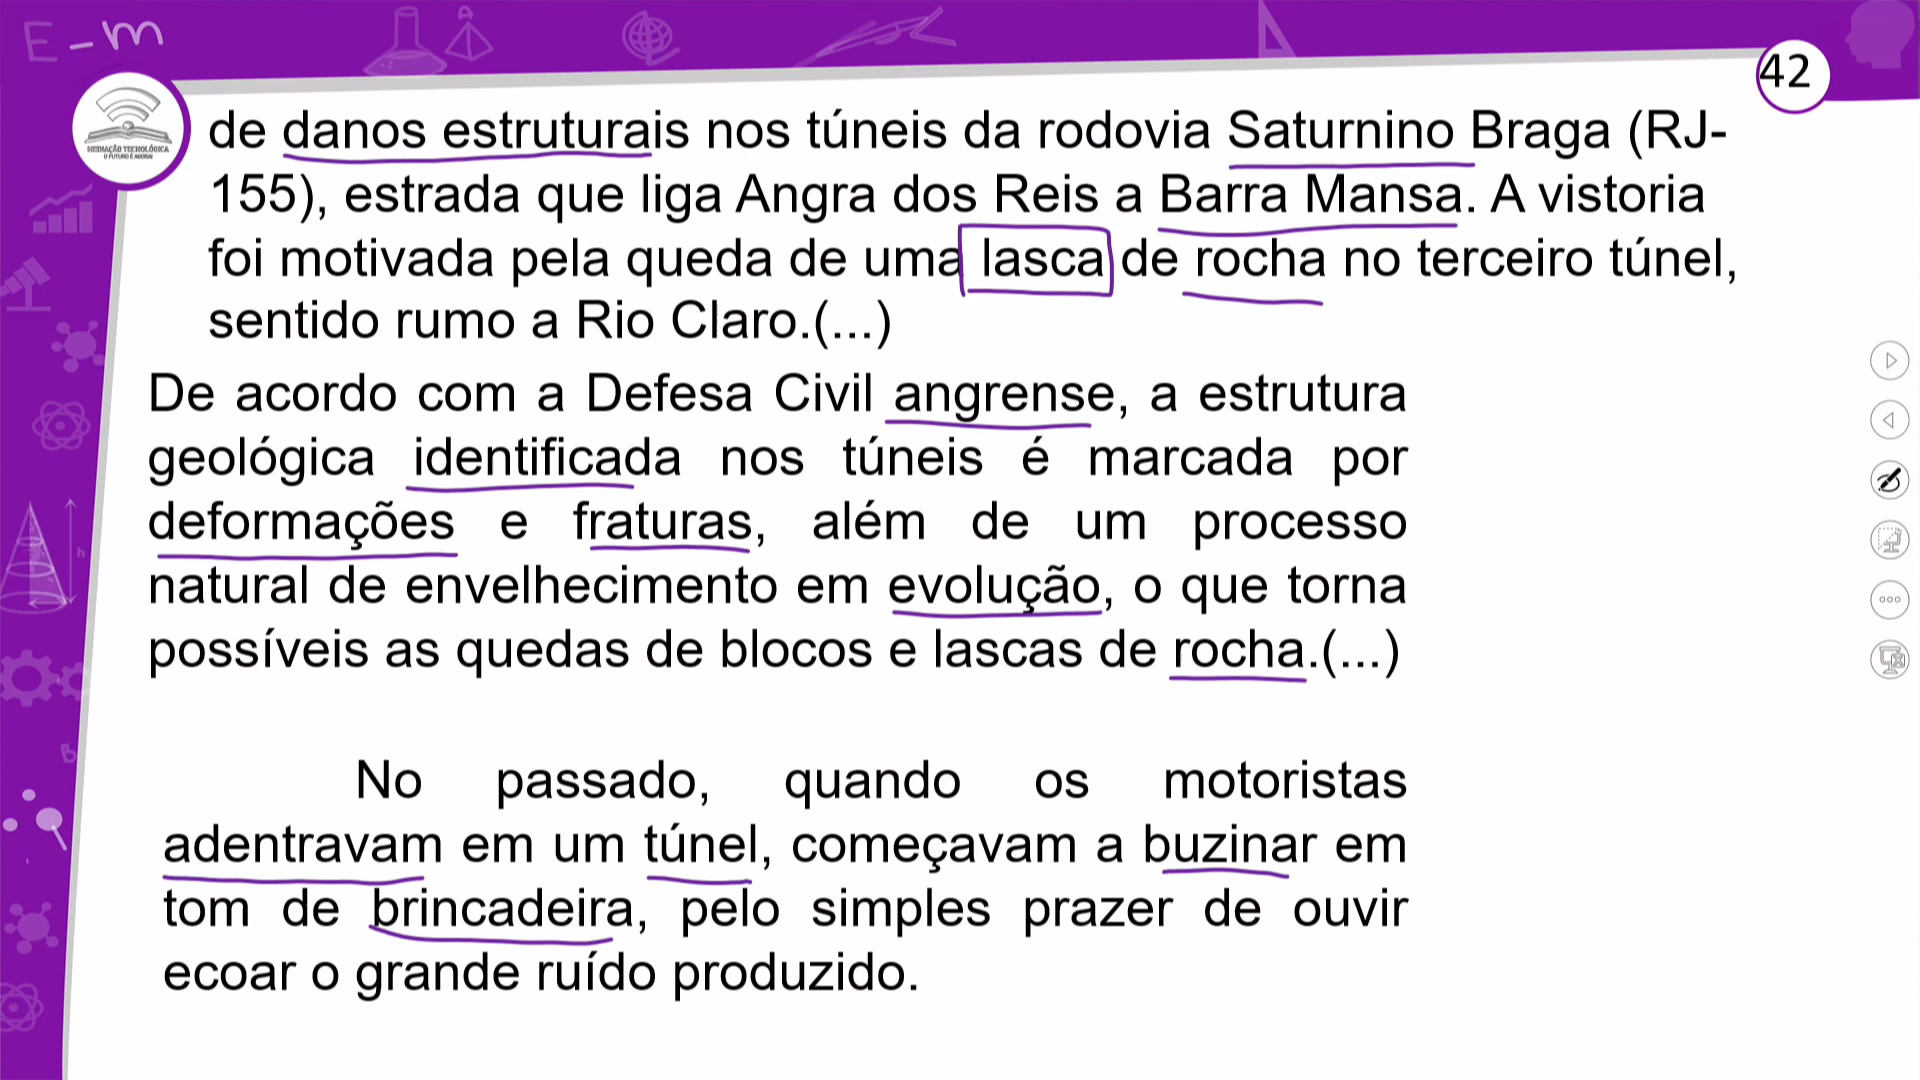 E - m
42
MEDIAÇÃO TECNOLÓGICA
O FUTURO É AGORA!
de danos estruturais nos túneis da rodovia Saturnino Braga (RJ-
155), estrada que liga Angra dos Reis a Barra Mansa. A vistoria
foi motivada pela queda de uma lasca de rocha no terceiro túnel,
sentido rumo a Rio Claro.(...)
De acordo com a Defesa Civil angrense, a estrutura
geológica identificada nos túneis é marcada por
deformações e fraturas, além de um processo
natural de envelhecimento em evolução, o que torna
possíveis as quedas de blocos e lascas de rocha.(...)
No passado, quando os motoristas
adentravam em um túnel, começavam a buzinar em
tom de brincadeira, pelo simples prazer de ouvir
ecoar o grande ruído produzido.